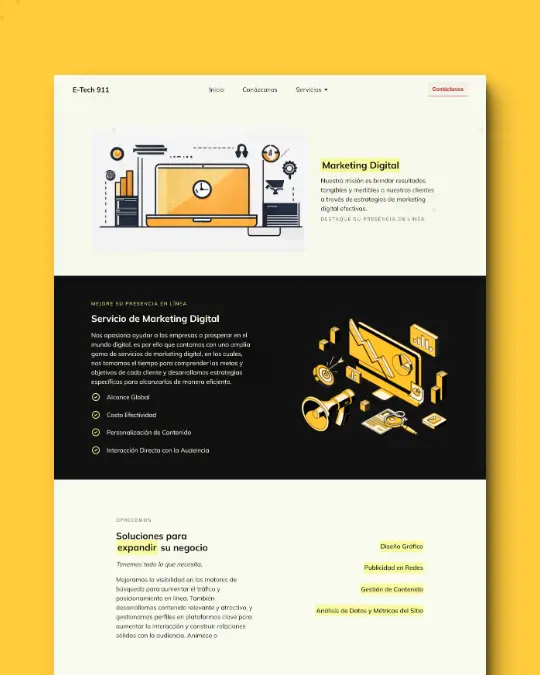 E-Tech 911
Inicio Conózcanos Servicios
Contáctenos
Marketing Digital
Nuestra misión es brindar resultados
tangibles y medibles a nuestros clientes
a través de estrategias de marketing
digital efectivas.
DESTAQUE SU PRESENCIA EN LINEA
MEJORE SU PRESENCIA EN LÍNEA
Servicio de Marketing Digital
Nos apasiona ayudar a las empresas a prosperar en el
mundo digital, es por ello que contamos con una amplia
gama de servicios de marketing digital, en los cuales,
nos tomamos el tiempo para comprender las metas y
objetivos de cada cliente y desarrollamos estrategias
específicas para alcanzarlos de manera eficiente.
Alcance Global
Costo Efectividad
Personalización de Contenido
Interacción Directa con la Audeincia
OFRECEMOS
Soluciones para
expandir su negocio
Tenemos todo lo que necesita.
Mejoramos la visibilidad en los motores de
búsqueda para aumentar el tráfico y
posicionamiento en línea. También
desarrollamos contenido relevante y atractivo, y
gestionamos perfiles en plataformas clave para
aumentar la interacción y construir relaciones
sólidas con la audiencia. Anímese a
Diseño Gráfico
Publicidad en Redes
Gestión de Contenido
Análisis de Datos y Métricas del Sitio